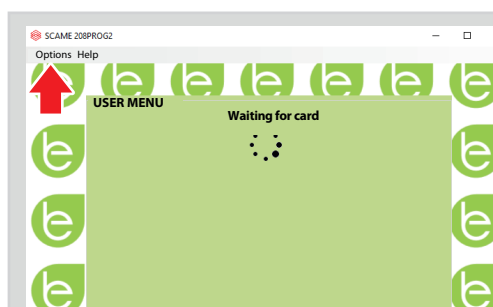 SCAME 208PROG2
Options Help
USER MENU
Waiting for card